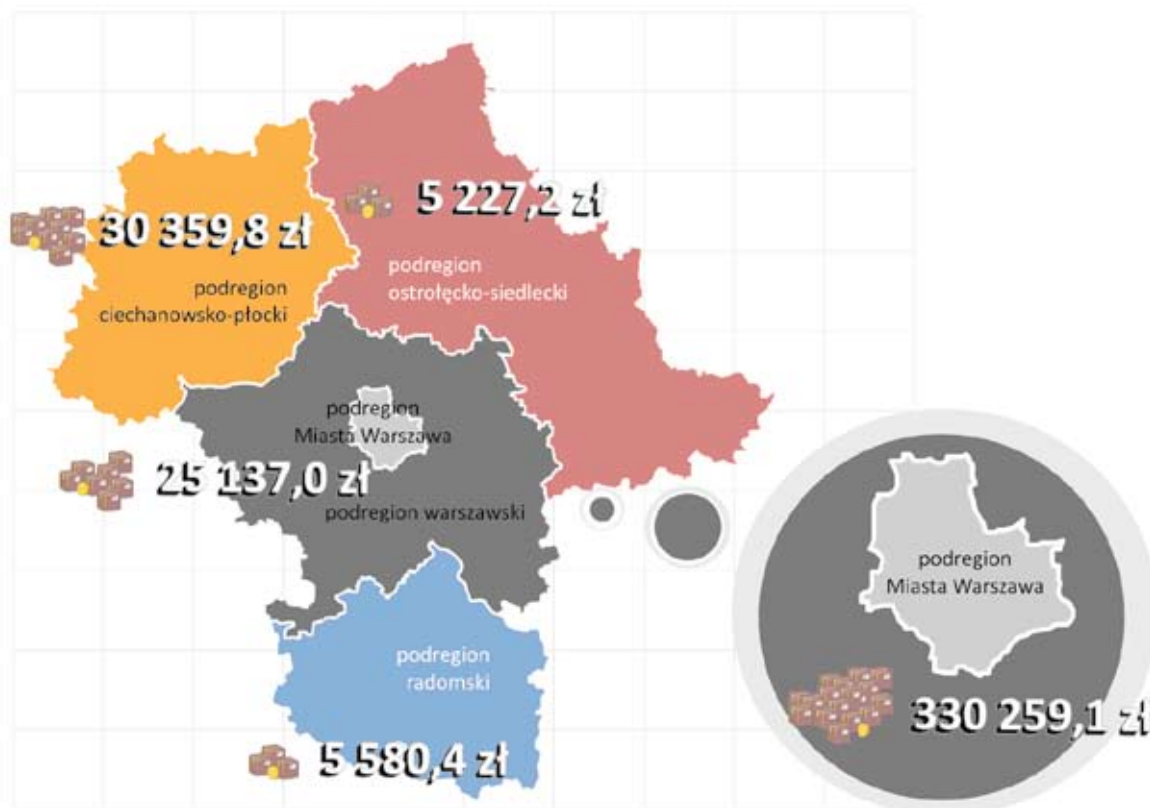 5 227,2 zł
30 359,8 zł
podregion
ostrołęcko-siedlecki
podregion
ciechanowsko-płocki
podregion
Miasta Warszawa
25 137,0 zł
podregion warszawski
podregion
Miasta Warszawa
podregion
radomski
330 259,1 zł
5 580,4 zł